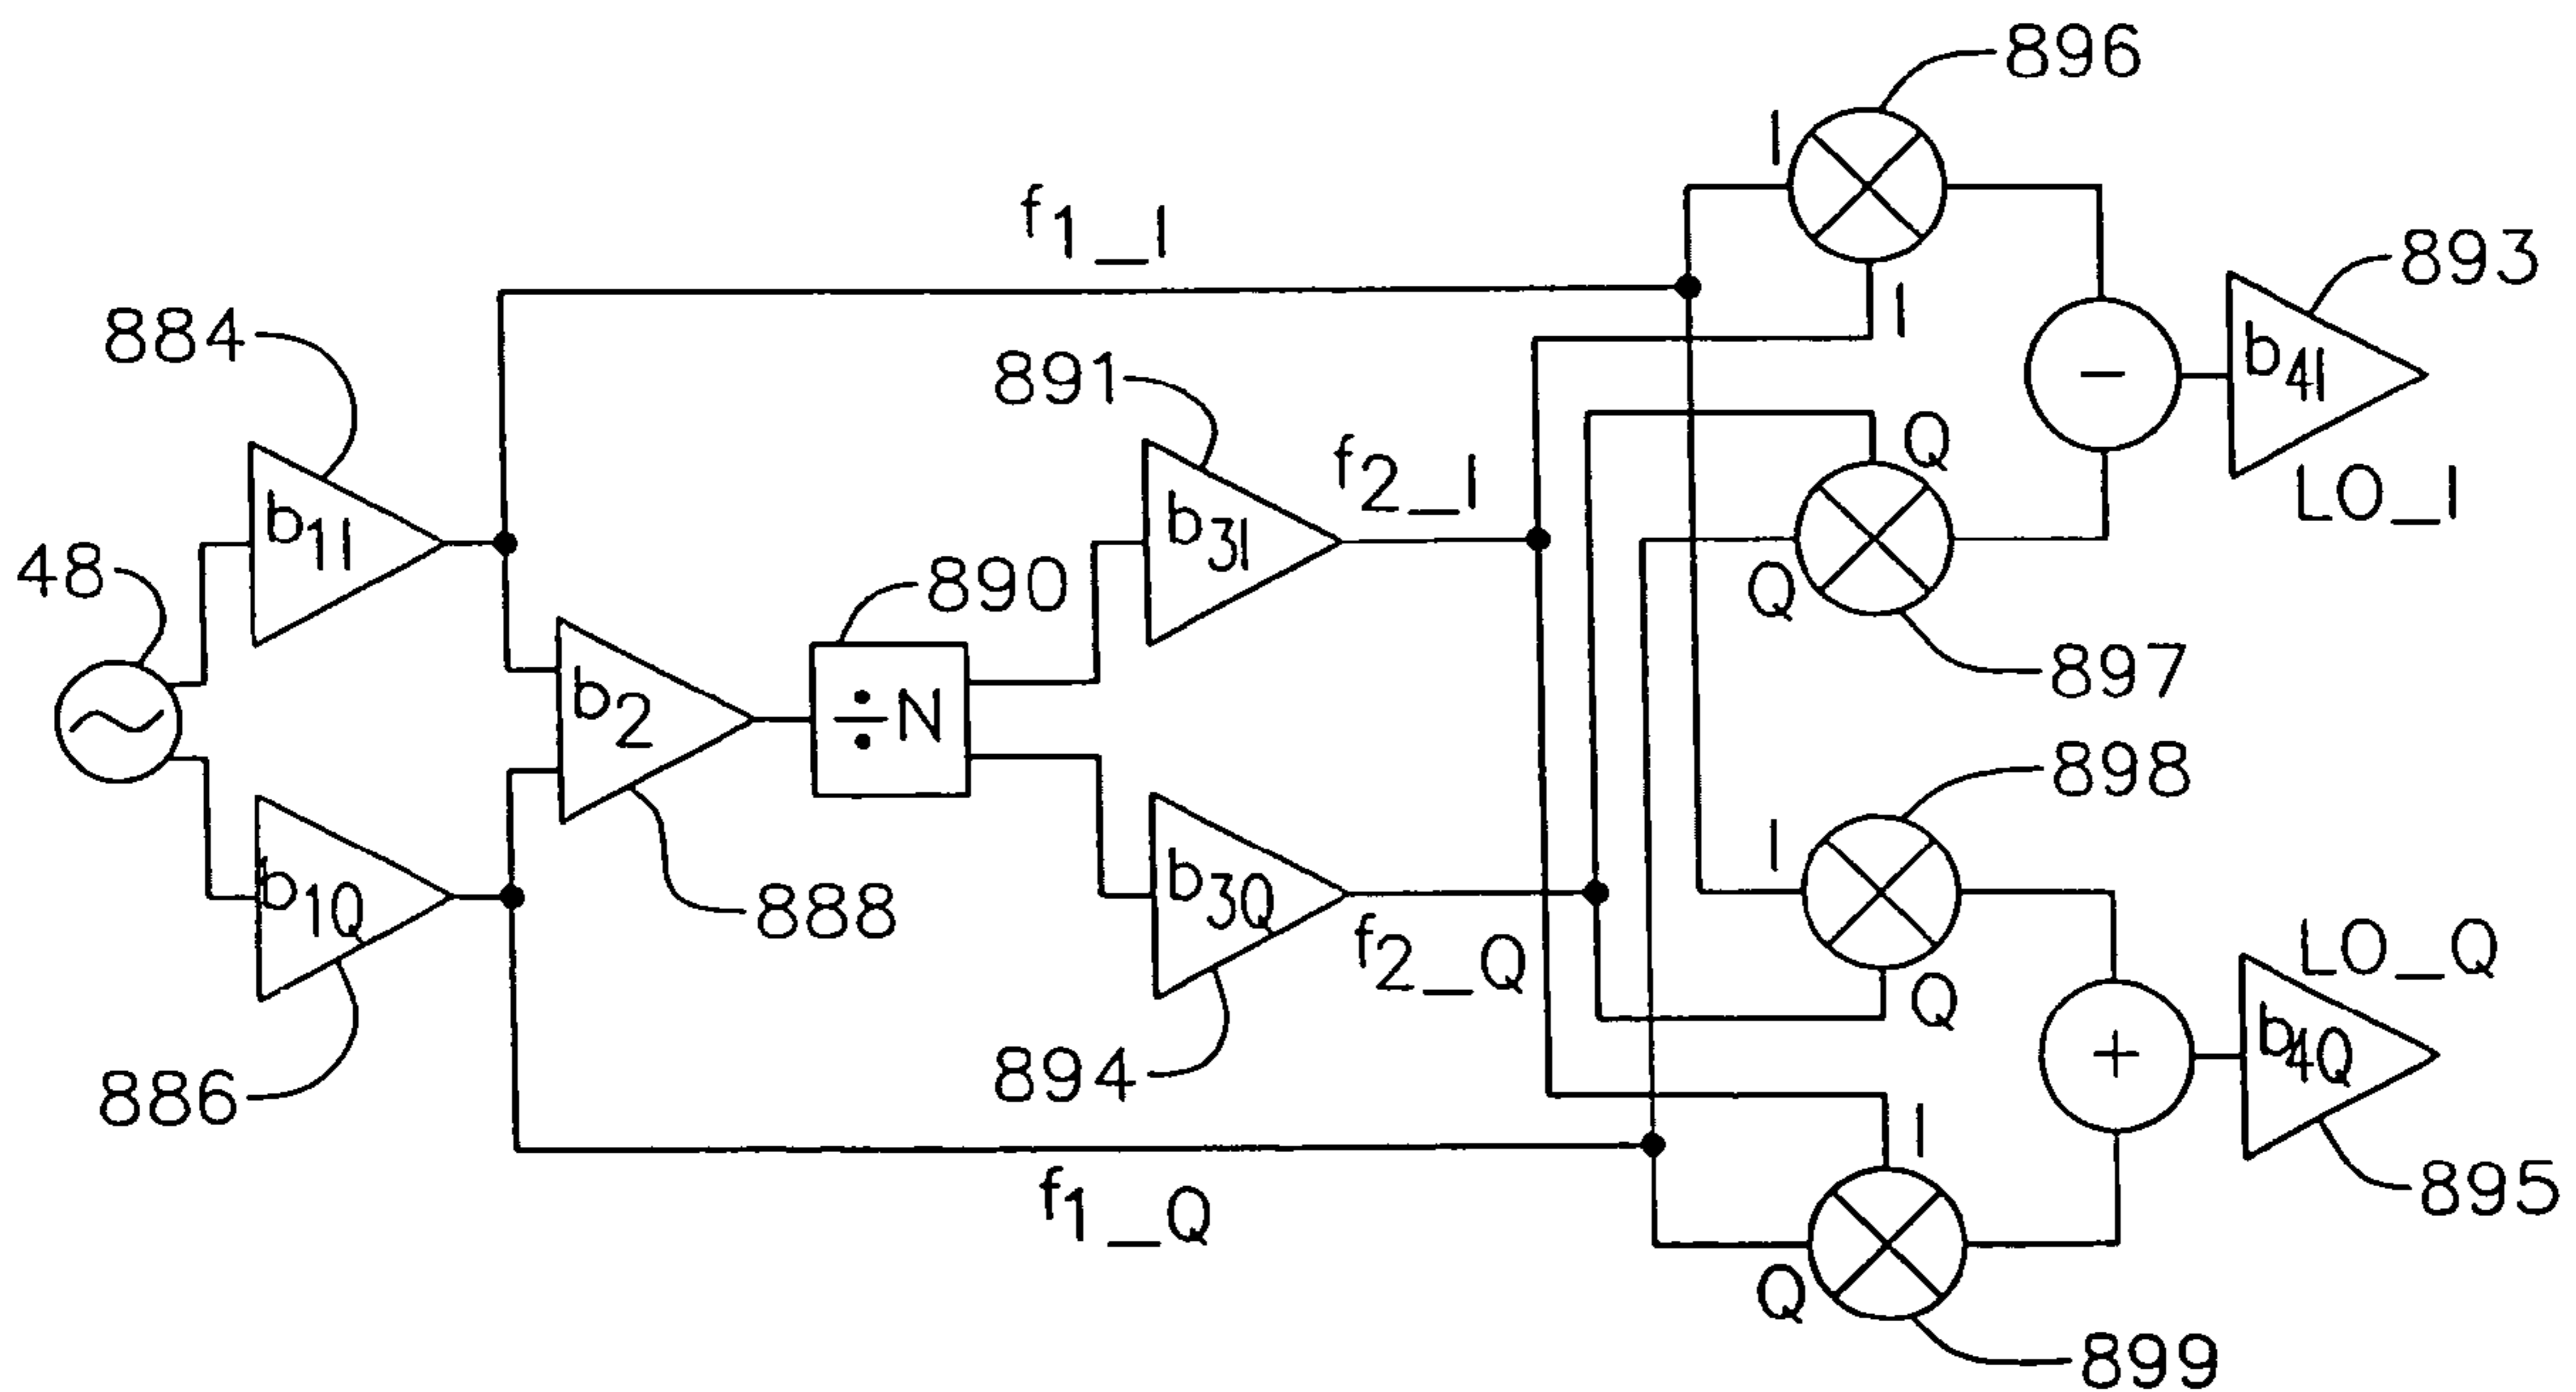 896
I
f1_I
893
884
I
b4I
891
Q
f2_I
LO_I
b1I
b3I
48
890
Q
897
b2
÷N
898
I
b1Q
888
b3Q
LO_Q
f2_Q
Q
b4Q
894
886
I
895
f1_Q
Q
899
−
+